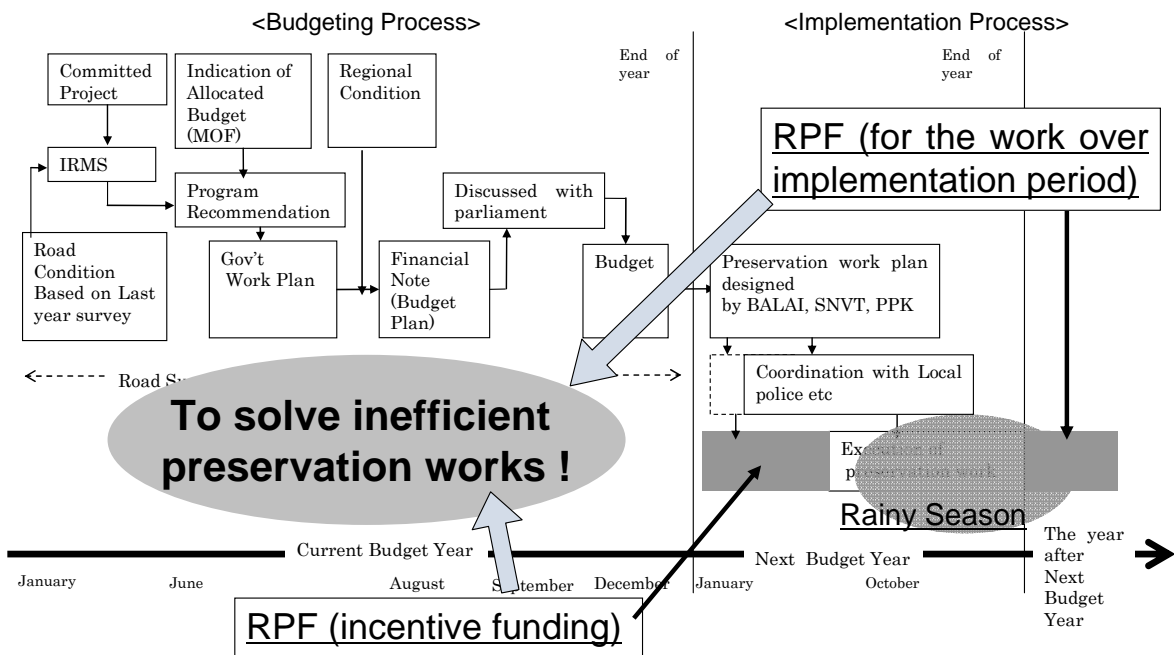 <Budgeting Process>
<Implementation Process>
End of
year
End of
year
Committed
Project
Indication of
Allocated
Budget
(MOF)
Regional
Condition
RPF (for the work over
implementation period)
IRMS
Program
Recommendation
Discussed with
parliament
Road
Condition
Based on Last
year survey
Gov't
Work Plan
Financial
Note
(Budget
Plan)
Budget
Preservation work plan
designed
by BALAI, SNVT, PPK
Road
Coordination with Local
police etc
To solve inefficient
preservation works !
Execution of
preservation work
Rainy Season
Current Budget Year
Next Budget Year
The year
after
Next
Budget
Year
January
June
August
September
December
January
October
RPF (incentive funding)